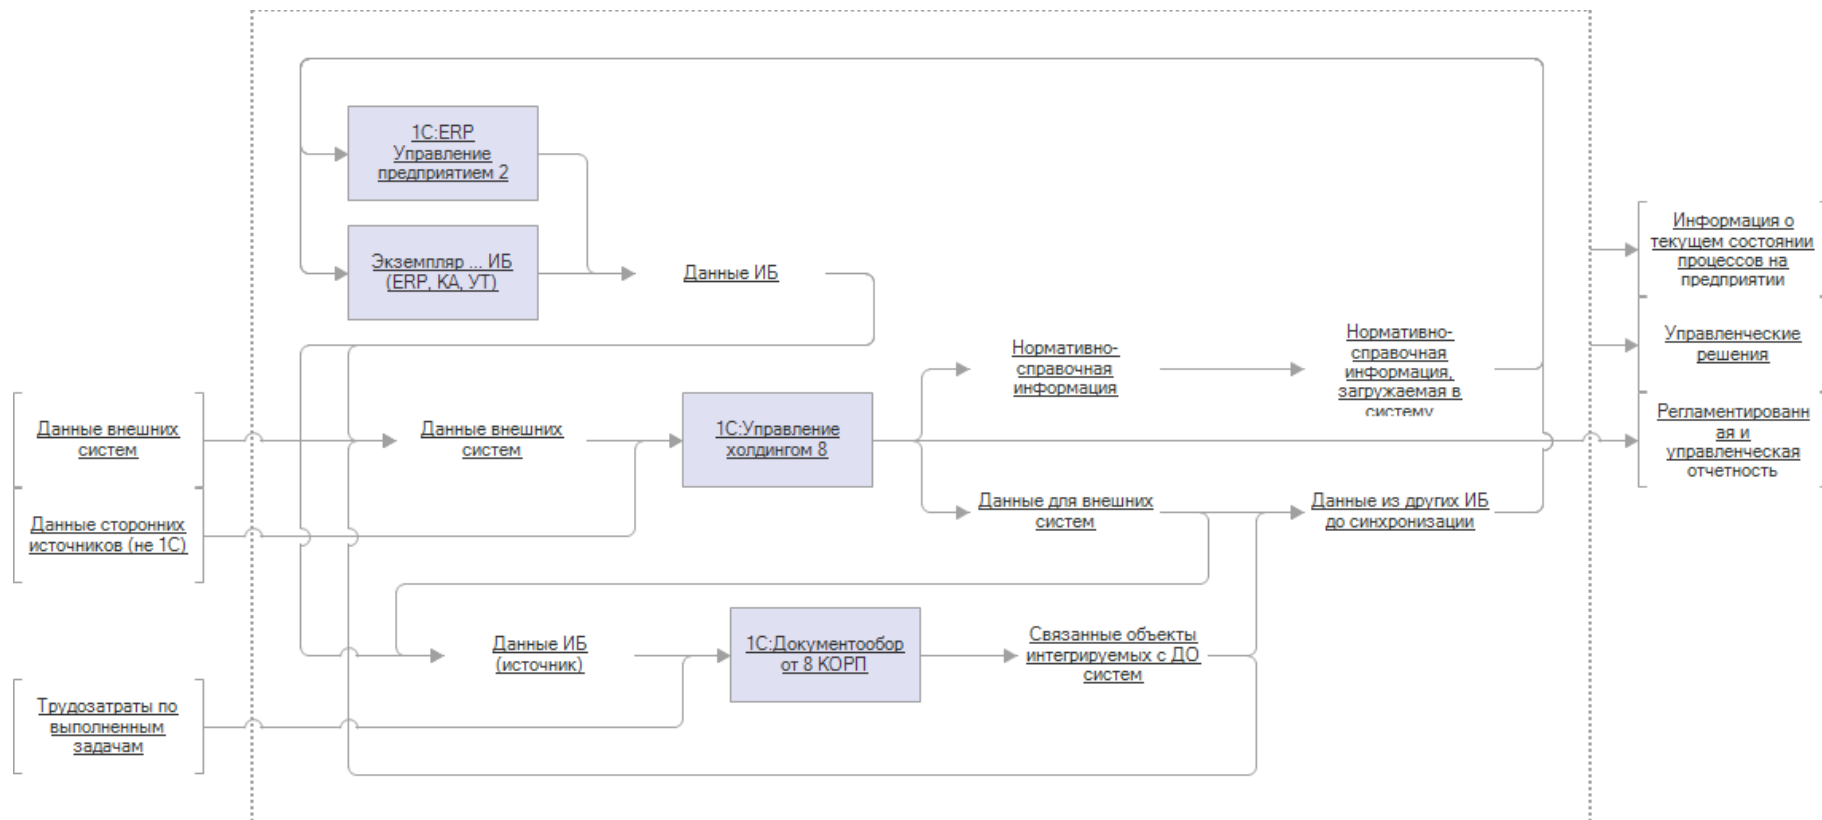 1С:ERP
Управление
предприятием 2
Экземпляр ... ИБ
(ERP, КА, УТ)
Данные ИБ
Информация о
текущем состоянии
процессов на
предприятии
Нормативно-
справочная
информация
Нормативно-
справочная
информация,
загружаемая в
систему
Управленческие
решения
Данные внешних
систем
Данные внешних
систем
1С:Управление
холдингом 8
Регламентированн
ая и
управленческая
отчетность
Данные сторонних
источников (не 1С)
Данные для внешних
систем
Данные из других ИБ
до синхронизации
Данные ИБ
(источник)
1С:Документообор
от 8 КОРП
Связанные объекты
интегрируемых с ДО
систем
Трудозатраты по
выполненным
задачам